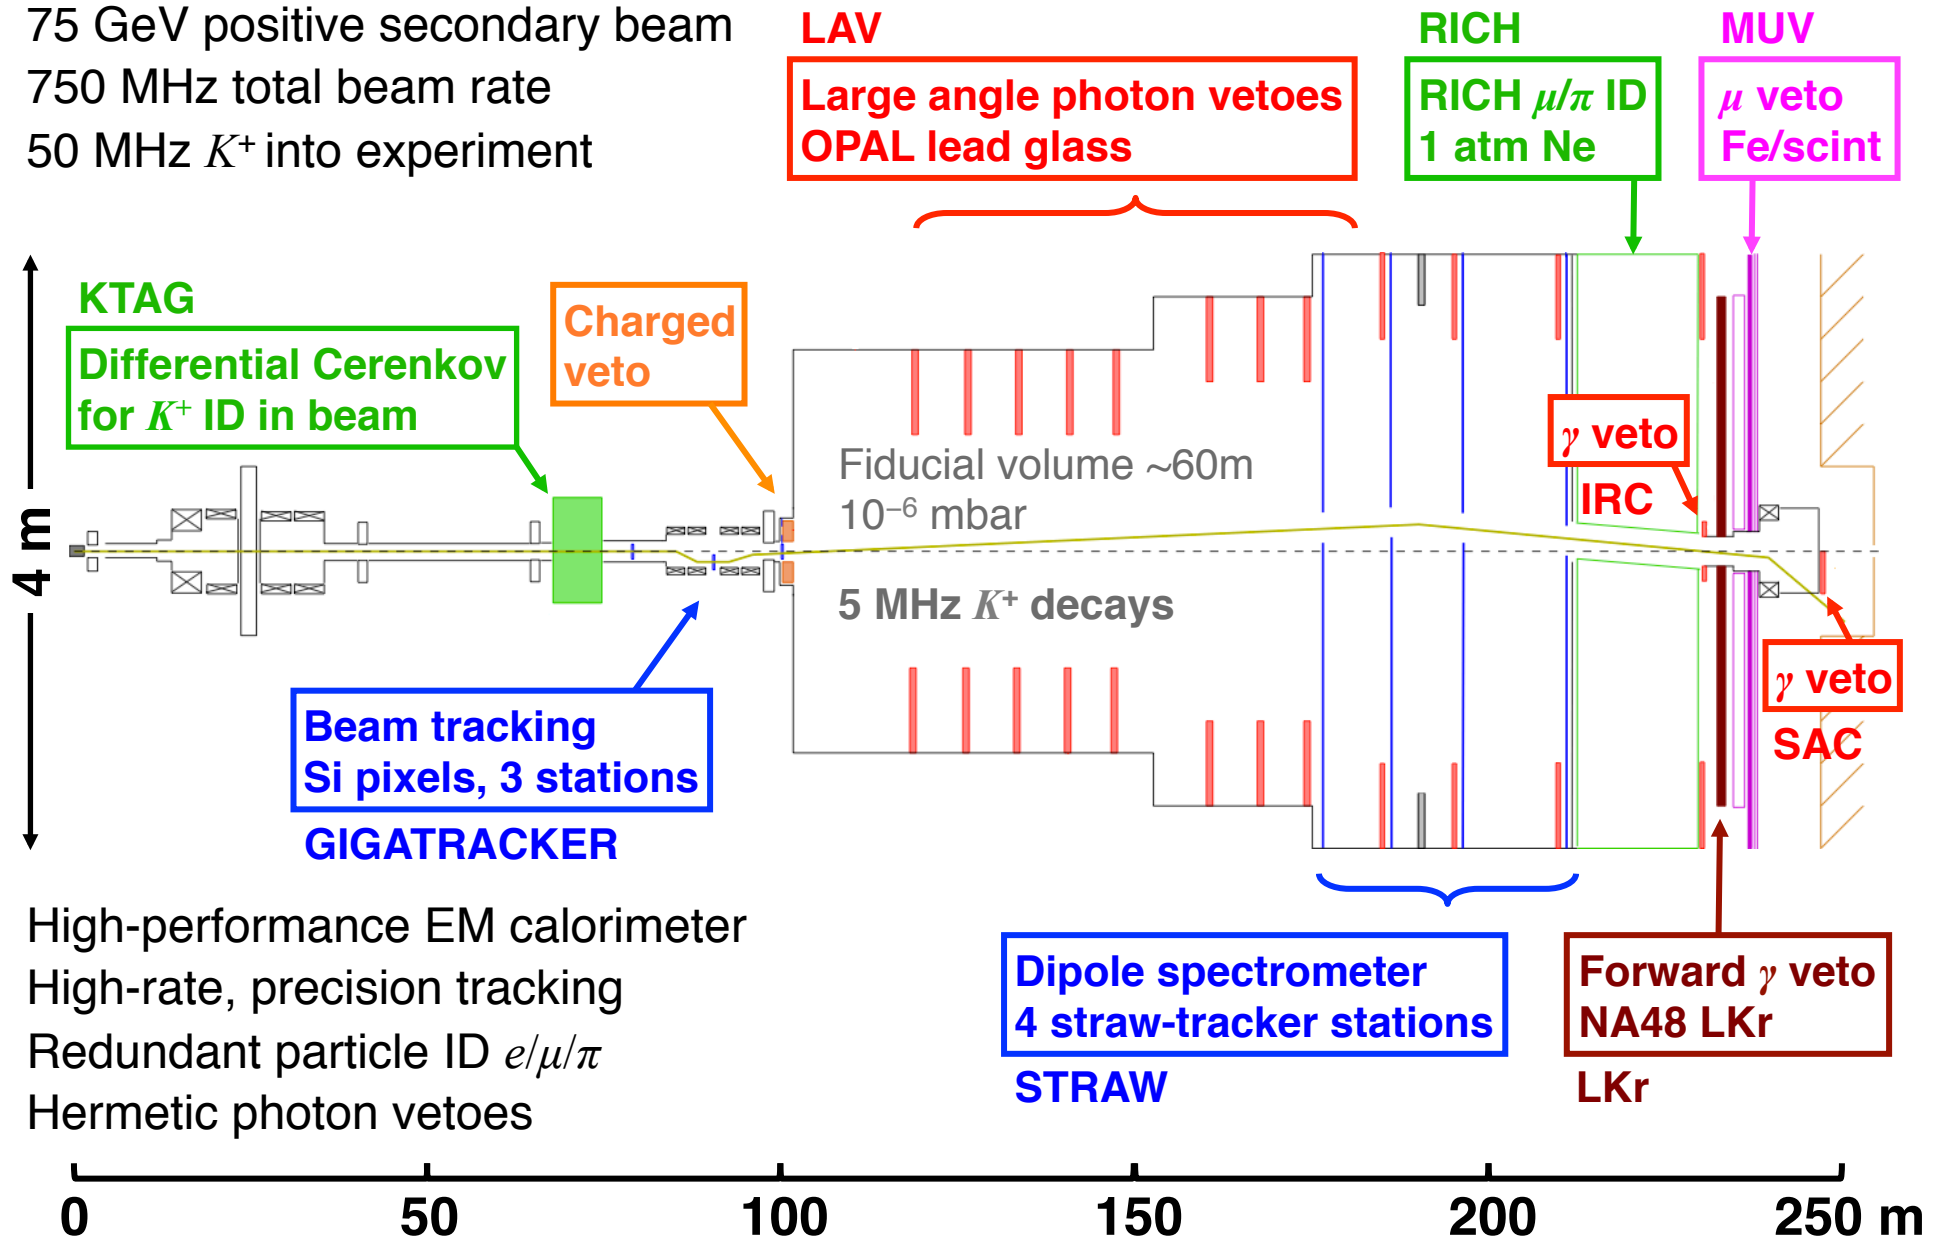 75 GeV positive secondary beam
750 MHz total beam rate
50 MHz K⁺ into experiment
LAV
Large angle photon vetoes
OPAL lead glass
RICH
RICH μ/π ID
1 atm Ne
MUV
μ veto
Fe/scint
4 m
KTAG
Differential Cerenkov
for K⁺ ID in beam
Charged
veto
Fiducial volume ~60m
10⁻⁶ mbar
5 MHz K⁺ decays
γ veto
IRC
γ veto
SAC
Beam tracking
Si pixels, 3 stations
GIGATRACKER
High-performance EM calorimeter
High-rate, precision tracking
Redundant particle ID e/μ/π
Hermetic photon vetoes
Dipole spectrometer
4 straw-tracker stations
STRAW
Forward γ veto
NA48 LKr
LKr
0 50 100 150 200 250 m